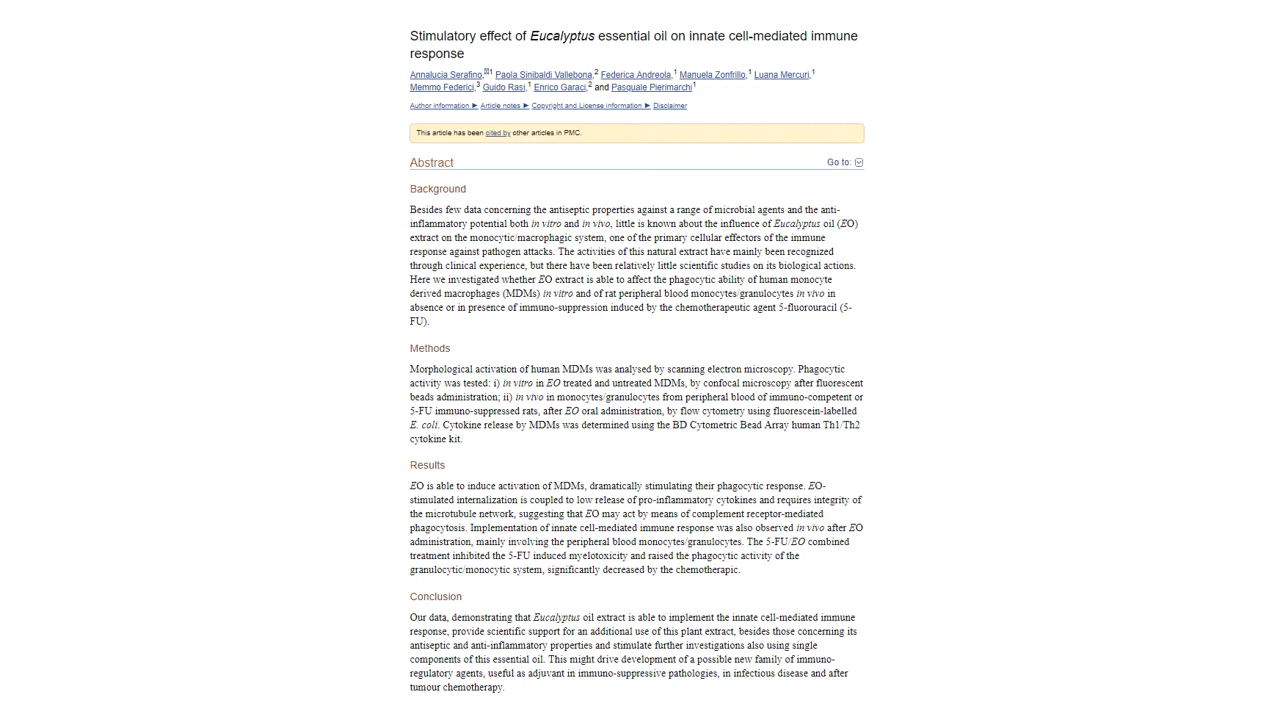 Stimulatory effect of Eucalyptus essential oil on innate cell-mediated immune
response
Annalucia Serafino,1 Paola Sinibaldi Vallebona,2 Federica Andreola,1 Manuela Zonfrillo,1 Luana Mercuri,1
Memmo Federici,3 Guido Rasi,1 Enrico Garaci,2 and Pasquale Pierimarchi1
Author information ► Article notes ► Copyright and License information ► Disclaimer
This article has been cited by other articles in PMC.
Abstract Go to:
Background
Besides few data concerning the antiseptic properties against a range of microbial agents and the anti-
inflammatory potential both in vitro and in vivo, little is known about the influence of Eucalyptus oil (EO)
extract on the monocytic/macrophagic system, one of the primary cellular effectors of the immune
response against pathogen attacks. The activities of this natural extract have mainly been recognized
through clinical experience, but there have been relatively little scientific studies on its biological actions.
Here we investigated whether EO extract is able to affect the phagocytic ability of human monocyte
derived macrophages (MDMs) in vitro and of rat peripheral blood monocytes/granulocytes in vivo in
absence or in presence of immuno-suppression induced by the chemotherapeutic agent 5-fluorouracil (5-
FU).
Methods
Morphological activation of human MDMs was analysed by scanning electron microscopy. Phagocytic
activity was tested: i) in vitro in EO treated and untreated MDMs, by confocal microscopy after fluorescent
beads administration; ii) in vivo in monocytes/granulocytes from peripheral blood of immuno-competent or
5-FU immuno-suppressed rats, after EO oral administration, by flow cytometry using fluorescein-labelled
E. coli. Cytokine release by MDMs was determined using the BD Cytometric Bead Array human Th1/Th2
cytokine kit.
Results
EO is able to induce activation of MDMs, dramatically stimulating their phagocytic response. EO-
stimulated internalization is coupled to low release of pro-inflammatory cytokines and requires integrity of
the microtubule network, suggesting that EO may act by means of complement receptor-mediated
phagocytosis. Implementation of innate cell-mediated immune response was also observed in vivo after EO
administration, mainly involving the peripheral blood monocytes/granulocytes. The 5-FU/EO combined
treatment inhibited the 5-FU induced myelotoxicity and raised the phagocytic activity of the
granulocytic/monocytic system, significantly decreased by the chemotherapic.
Conclusion
Our data, demonstrating that Eucalyptus oil extract is able to implement the innate cell-mediated immune
response, provide scientific support for an additional use of this plant extract, besides those concerning its
antiseptic and anti-inflammatory properties and stimulate further investigations also using single
components of this essential oil. This might drive development of a possible new family of immuno-
regulatory agents, useful as adjuvant in immuno-suppressive pathologies, in infectious disease and after
tumour chemotherapy.